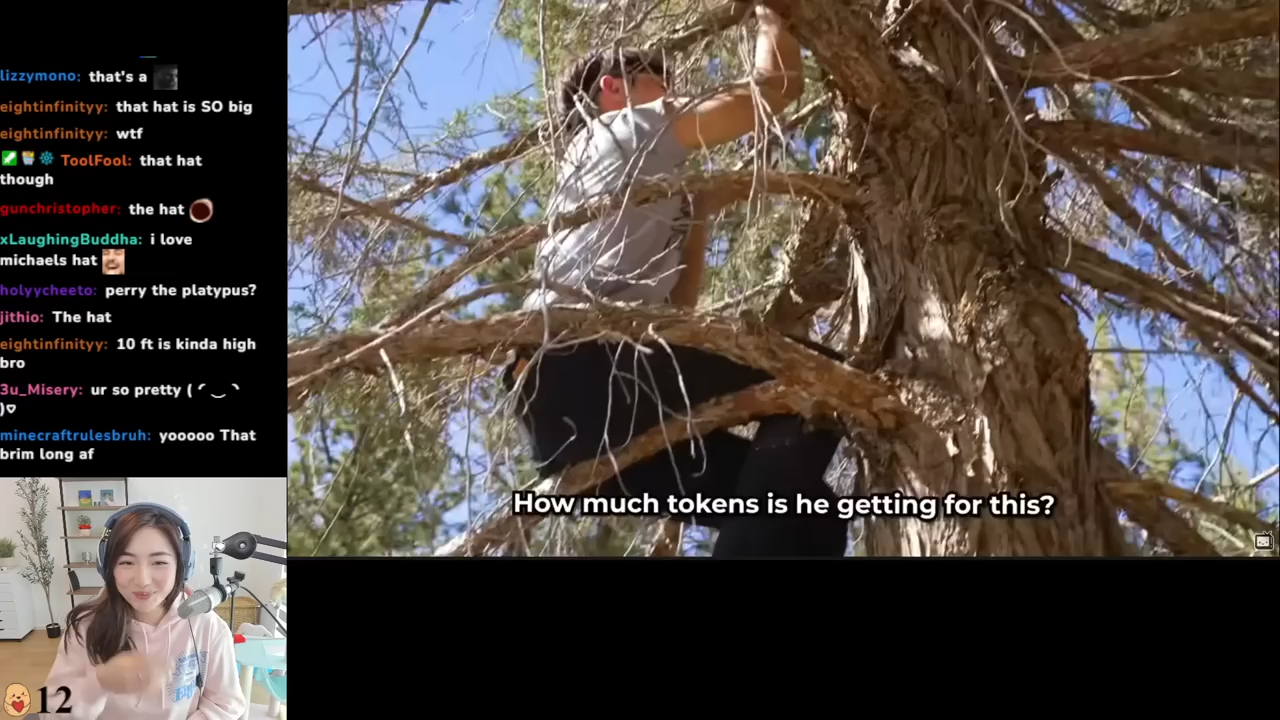 lizzymono: that's a
eightinfinityy: that hat is SO big
eightinfinityy: wtf
ToolFool: that hat
though
gunchristopher: the hat
xLaughingBuddha: i love
michaels hat
holyycheeto: perry the platypus?
jithio: The hat
eightinfinityy: 10 ft is kinda high
bro
3u_Misery: ur so pretty ( ˊ ‿ ˋ
)♡
minecraftrulesbruh: yooooo That
brim long af
How much tokens is he getting for this?
12